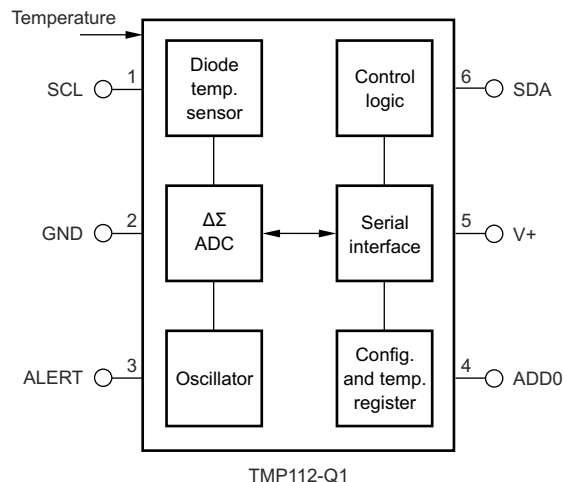 Temperature
1
SCL
Diode
temp.
sensor
Control
logic
6
SDA
2
GND
ΔΣ
ADC
Serial
interface
5
V+
3
ALERT
Oscillator
Config.
and temp.
register
4
ADD0
TMP112-Q1